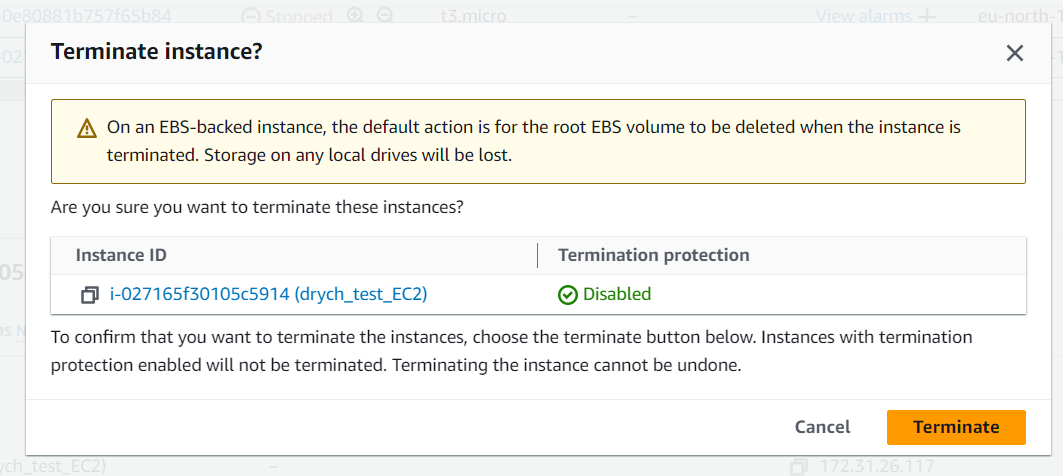 -0e80881b757f65b84 Stopped t3.micro – View alarms + eu-north-1
Terminate instance?
On an EBS-backed instance, the default action is for the root EBS volume to be deleted when the instance is
terminated. Storage on any local drives will be lost.
Are you sure you want to terminate these instances?
Instance ID Termination protection
i-027165f30105c5914 (drych_test_EC2) Disabled
To confirm that you want to terminate the instances, choose the terminate button below. Instances with termination
protection enabled will not be terminated. Terminating the instance cannot be undone.
Cancel Terminate
ych_test_EC2) – 172.31.26.117